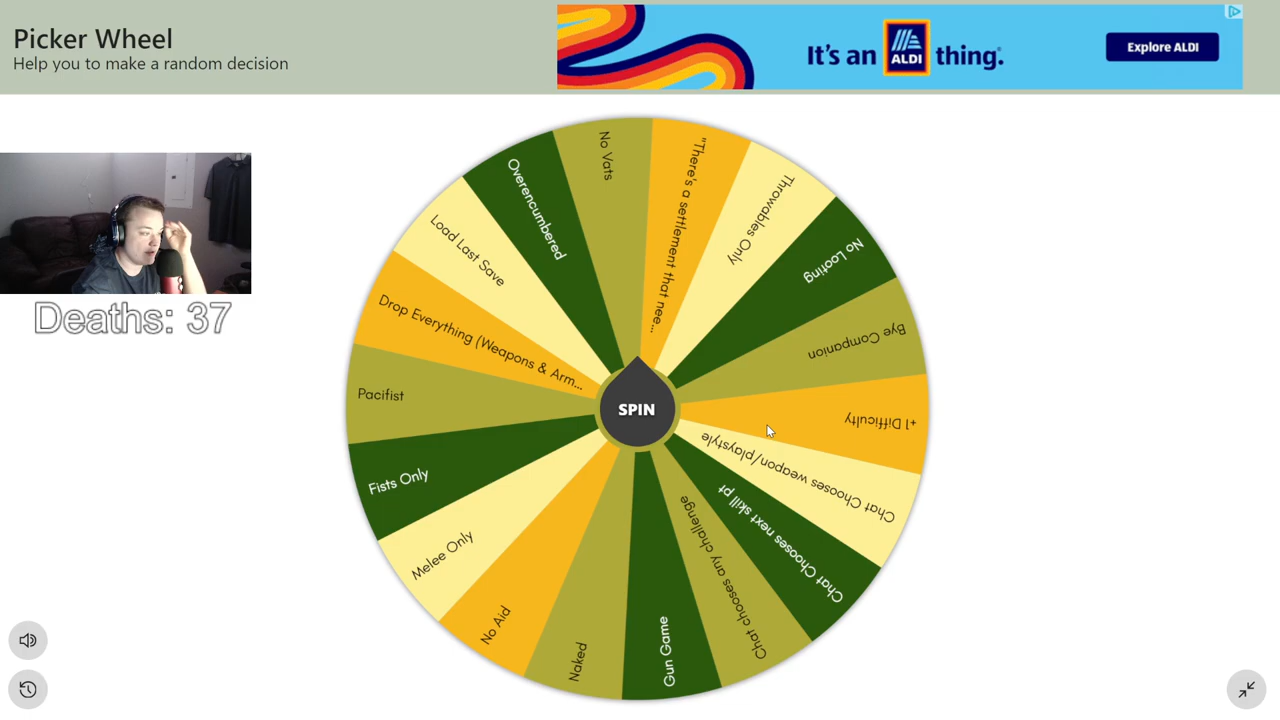 Picker Wheel
Help you to make a random decision
It's an ALDI thing.
Explore ALDI
Deaths: 37
No Vats
"There's a settlement that nee...
Throwables Only
No Looting
Bye Companion
+1 Difficulty
Chat Chooses weapon/playstyle
Chat Chooses next skill pt
Chat chooses any challenge
Gun Game
Naked
No Aid
Melee Only
Fists Only
Pacifist
Drop Everything (Weapons & Arm...
Load Last Save
Overencumbered
SPIN